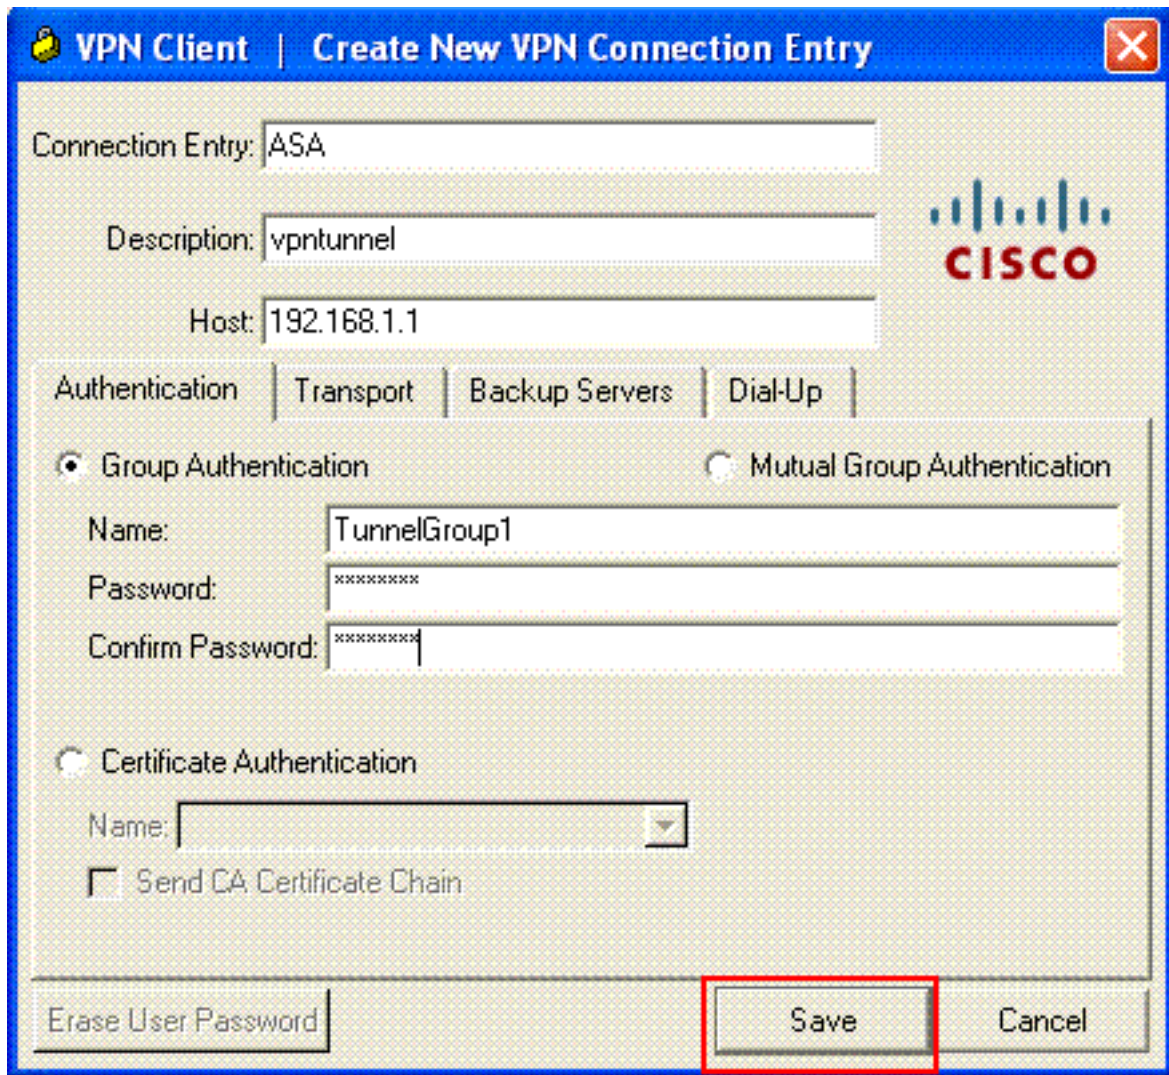 VPN Client | Create New VPN Connection Entry
Connection Entry: ASA
CISCO
Description: vpntunnel
Host: 192.168.1.1
Authentication Transport Backup Servers Dial-Up
Group Authentication Mutual Group Authentication
Name: TunnelGroup1
Password: ********
Confirm Password: ********
Certificate Authentication
Name:
Send CA Certificate Chain
Erase User Password Save Cancel